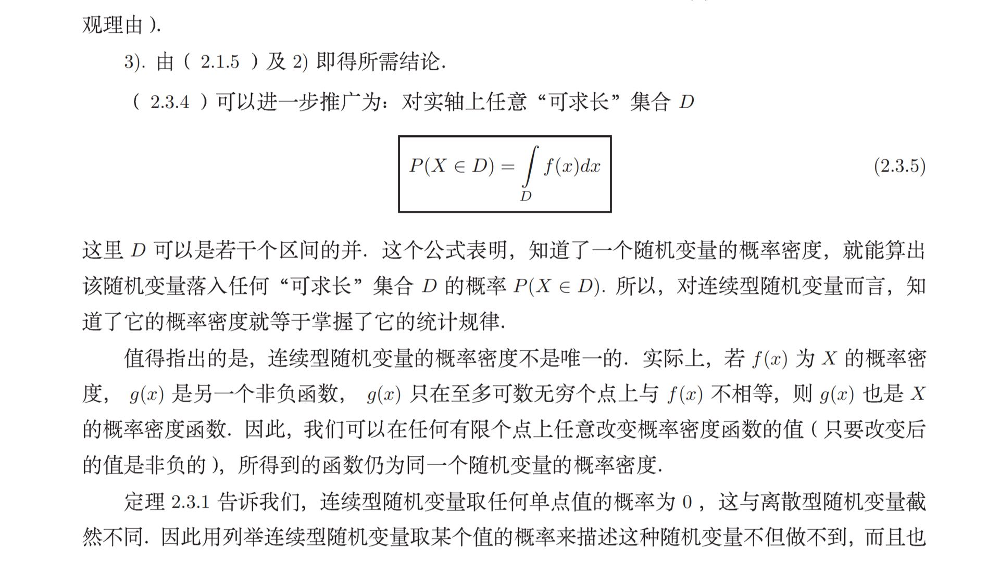 观理由 ).
3). 由 ( 2.1.5 ) 及 2) 即得所需结论.
( 2.3.4 ) 可以进一步推广为：对实轴上任意 “可求长” 集合 D
P(X ∈ D) = ∫_D f(x)dx (2.3.5)
这里 D 可以是若干个区间的并. 这个公式表明，知道了一个随机变量的概率密度，就能算出
该随机变量落入任何 “可求长” 集合 D 的概率 P(X ∈ D). 所以，对连续型随机变量而言，知
道了它的概率密度就等于掌握了它的统计规律.
值得指出的是，连续型随机变量的概率密度不是唯一的. 实际上，若 f(x) 为 X 的概率密
度， g(x) 是另一个非负函数， g(x) 只在至多可数无穷个点上与 f(x) 不相等，则 g(x) 也是 X
的概率密度函数. 因此，我们可以在任何有限个点上任意改变概率密度函数的值 ( 只要改变后
的值是非负的 )，所得到的函数仍为同一个随机变量的概率密度.
定理 2.3.1 告诉我们，连续型随机变量取任何单点值的概率为 0 ，这与离散型随机变量截
然不同. 因此用列举连续型随机变量取某个值的概率来描述这种随机变量不但做不到，而且也